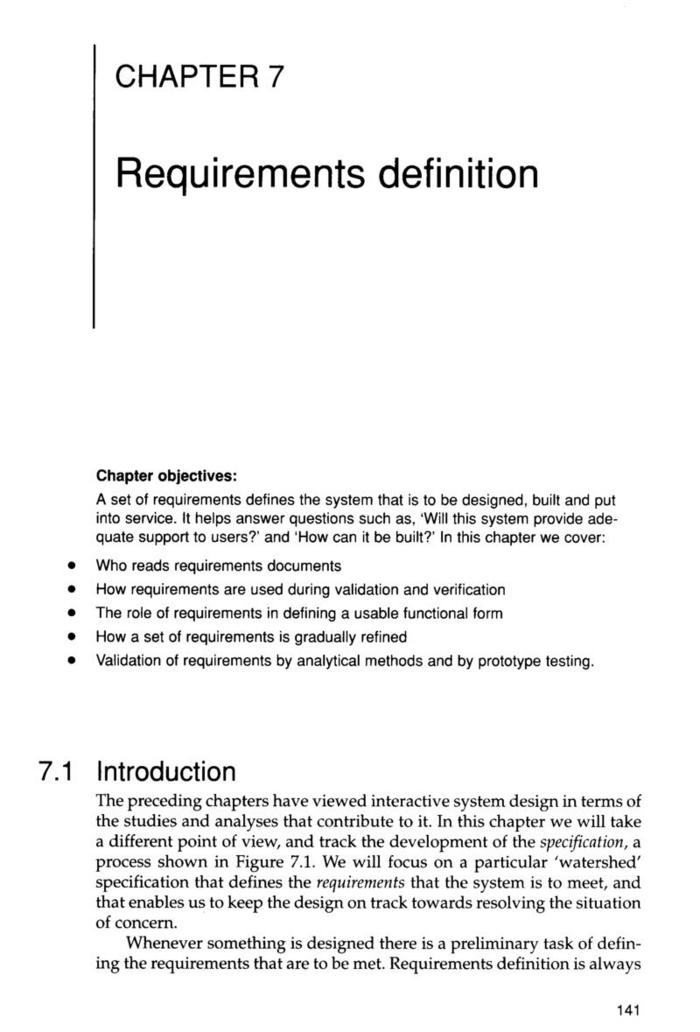 CHAPTER 7
Requirements definition
Chapter objectives:
A set of requirements defines the system that is to be designed, built and put
into service. It helps answer questions such as, ‘Will this system provide ade-
quate support to users?’ and ‘How can it be built?’ In this chapter we cover:
• Who reads requirements documents
• How requirements are used during validation and verification
• The role of requirements in defining a usable functional form
• How a set of requirements is gradually refined
• Validation of requirements by analytical methods and by prototype testing.
7.1 Introduction
The preceding chapters have viewed interactive system design in terms of
the studies and analyses that contribute to it. In this chapter we will take
a different point of view, and track the development of the specification, a
process shown in Figure 7.1. We will focus on a particular ‘watershed’
specification that defines the requirements that the system is to meet, and
that enables us to keep the design on track towards resolving the situation
of concern.
Whenever something is designed there is a preliminary task of defin-
ing the requirements that are to be met. Requirements definition is always
141